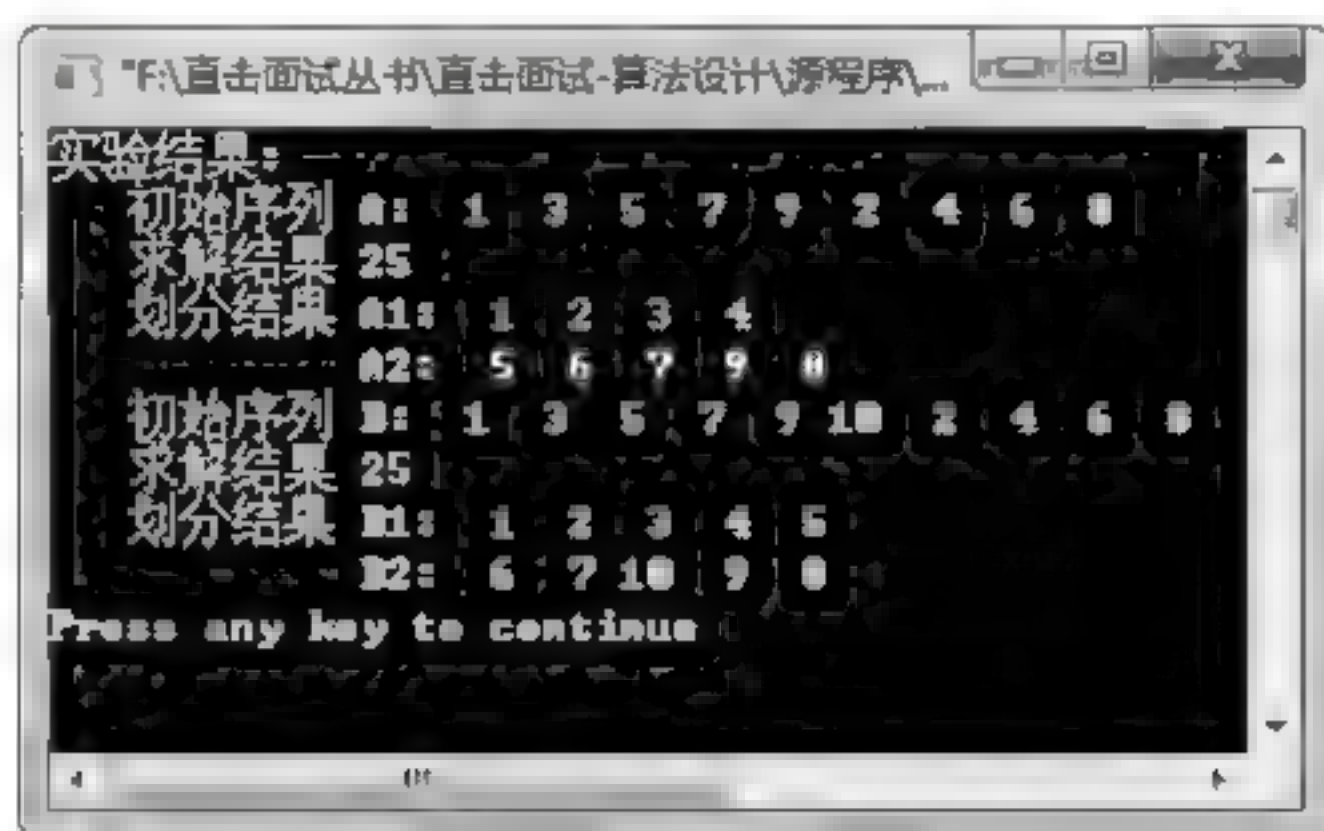 "F:\直击面试丛书\直击面试-算法设计\源程序\...
实验结果:
初始序列 A: 1 3 5 7 9 2 4 6 8
求解结果 25
划分结果 A1: 1 2 3 4
A2: 5 6 7 9 8
初始序列 B: 1 3 5 7 9 10 2 4 6 8
求解结果 25
划分结果 B1: 1 2 3 4 5
B2: 6 7 10 9 8
Press any key to continue